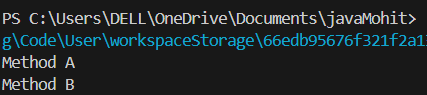 PS C:\Users\DELL\OneDrive\Documents\javaMohit>
g\Code\User\workspaceStorage\66edb95676f321f2a1
Method A
Method B